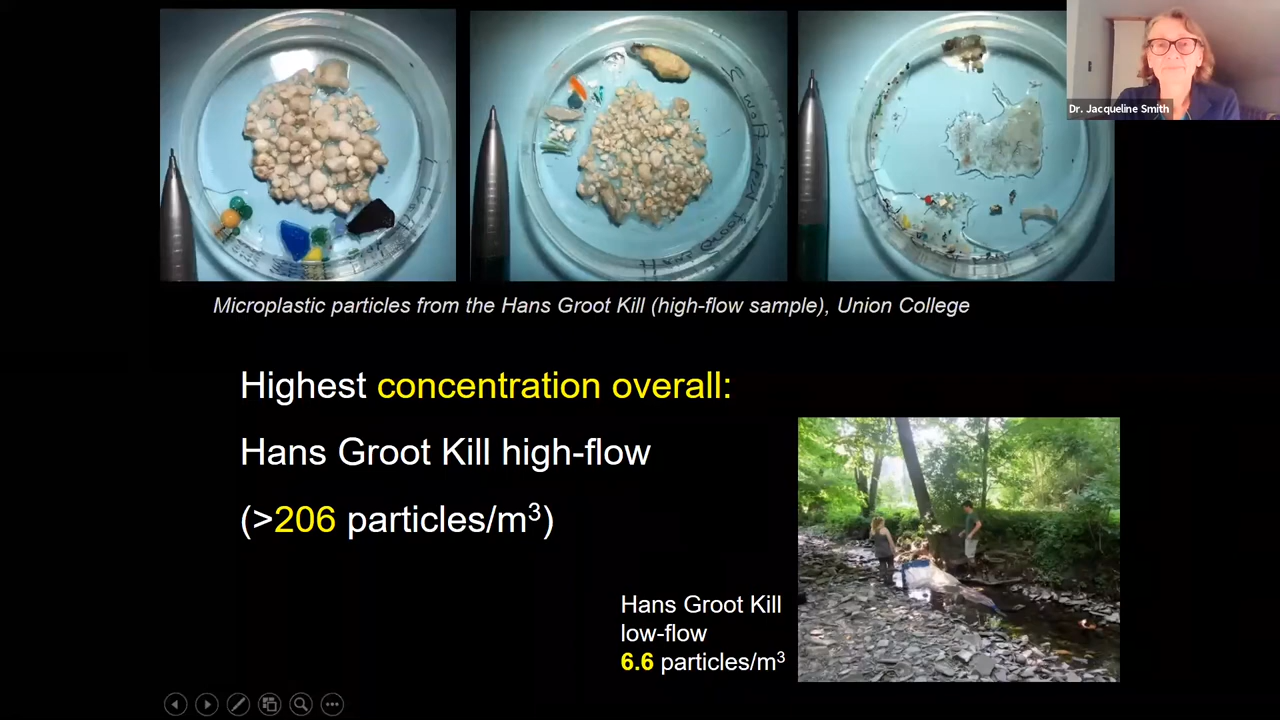 Dr. Jacqueline Smith
Microplastic particles from the Hans Groot Kill (high-flow sample), Union College
Highest concentration overall:
Hans Groot Kill high-flow
(>206 particles/m³)
Hans Groot Kill
low-flow
6.6 particles/m³